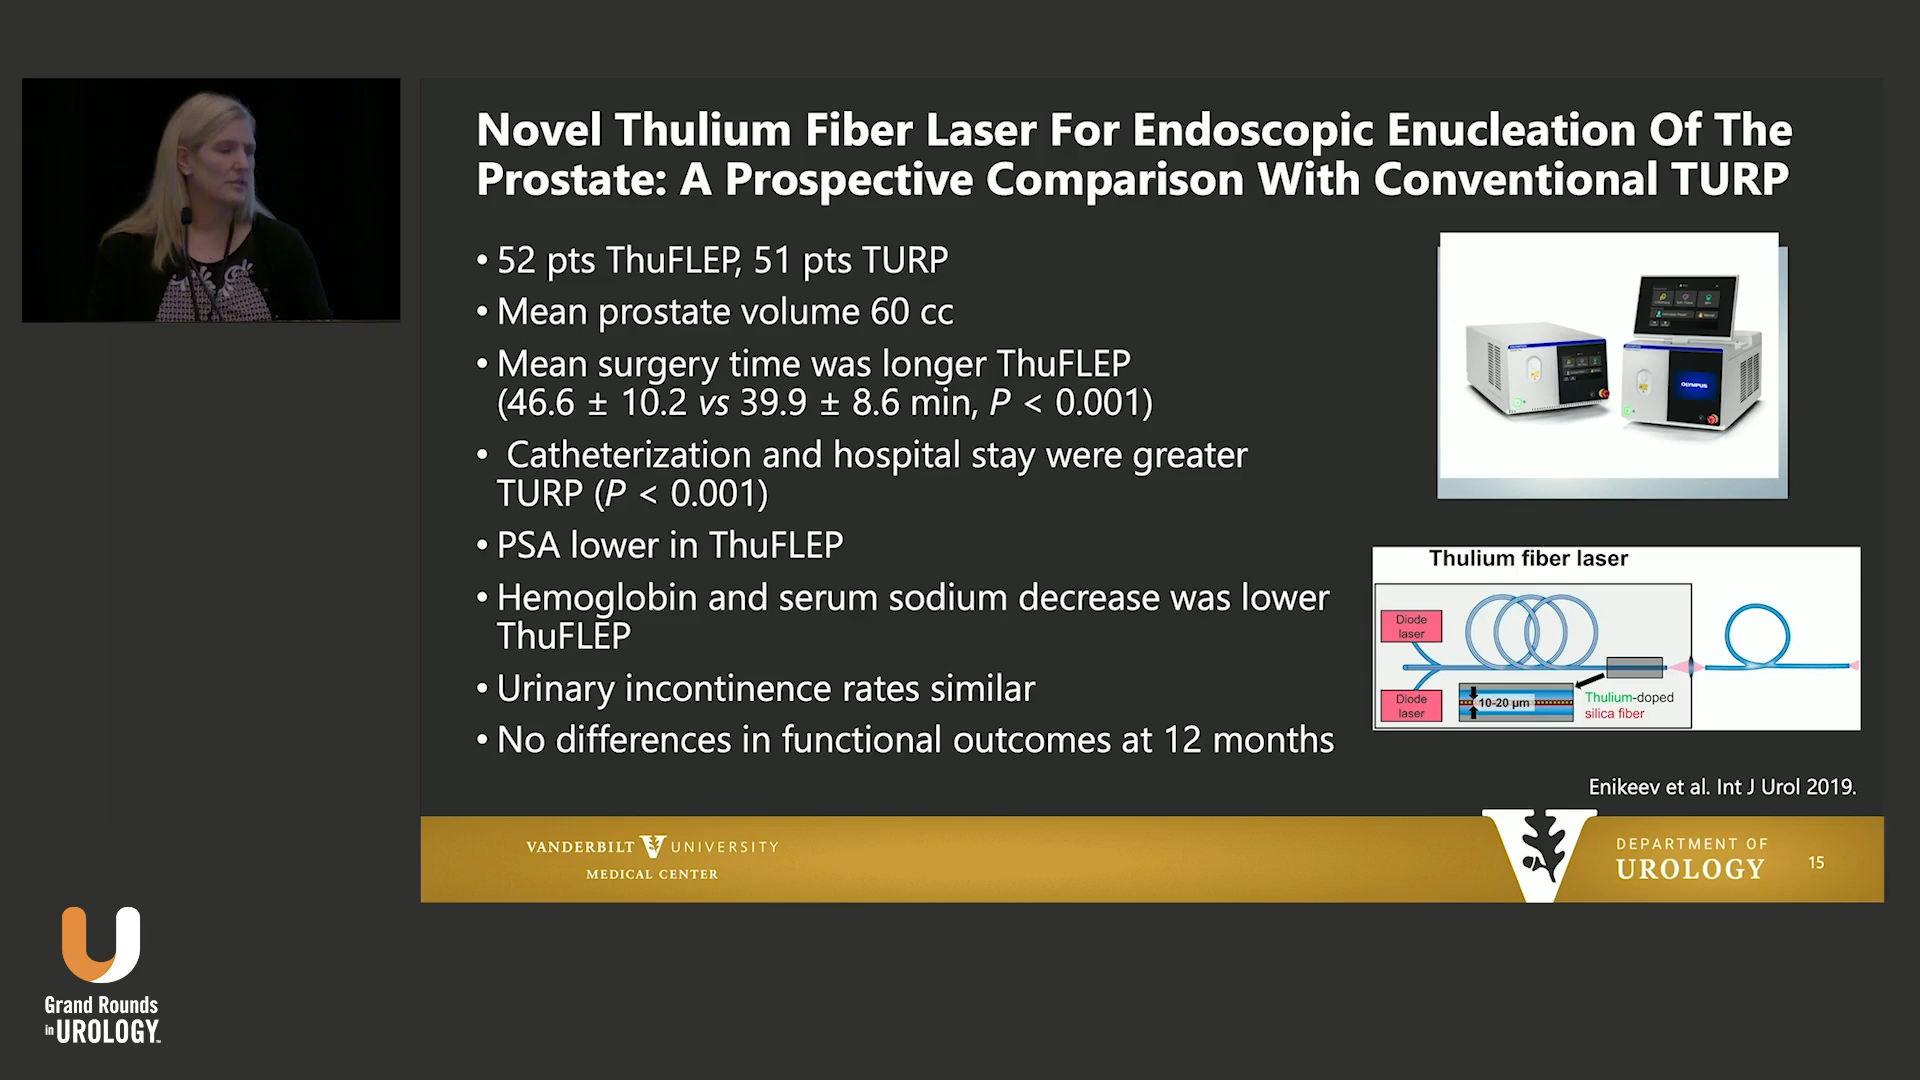 Novel Thulium Fiber Laser For Endoscopic Enucleation Of The
Prostate: A Prospective Comparison With Conventional TURP
• 52 pts ThuFLEP, 51 pts TURP
• Mean prostate volume 60 cc
• Mean surgery time was longer ThuFLEP
(46.6 ± 10.2 vs 39.9 ± 8.6 min, P < 0.001)
• Catheterization and hospital stay were greater
TURP (P < 0.001)
• PSA lower in ThuFLEP
• Hemoglobin and serum sodium decrease was lower
ThuFLEP
• Urinary incontinence rates similar
• No differences in functional outcomes at 12 months
OLYMPUS
Thulium fiber laser
Diode
laser
Diode
laser
10-20 µm
Thulium-doped
silica fiber
Enikeev et al. Int J Urol 2019.
VANDERBILT V UNIVERSITY
MEDICAL CENTER
DEPARTMENT OF
UROLOGY
15
Grand Rounds
in UROLOGY™